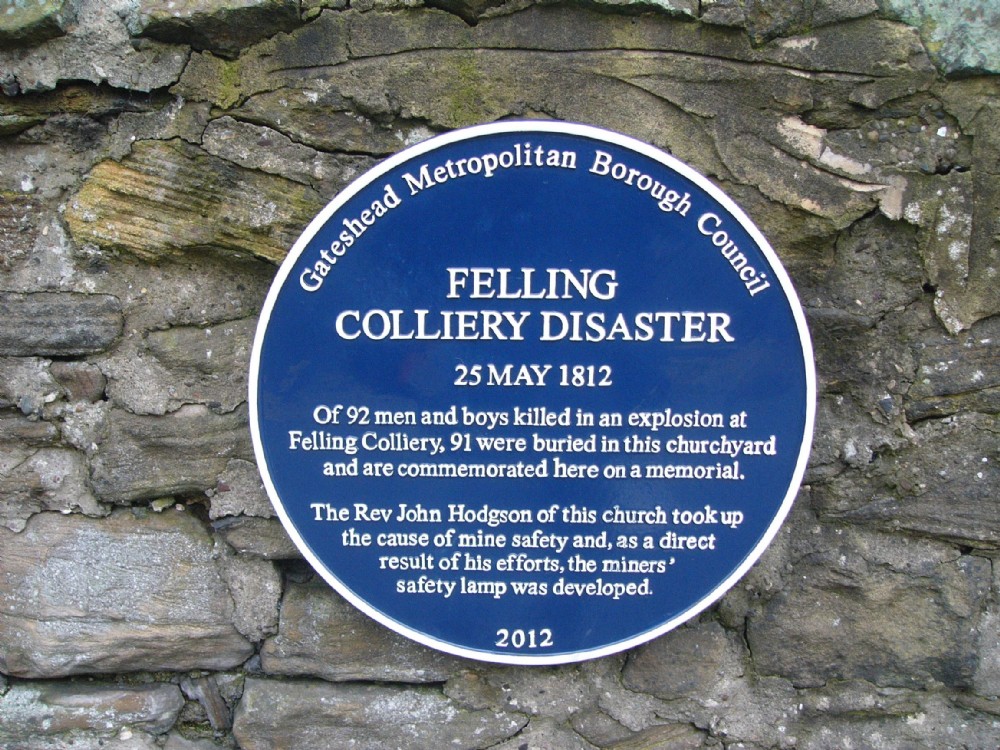 Gateshead Metropolitan Borough Council
FELLING
COLLIERY DISASTER
25 MAY 1812
Of 92 men and boys killed in an explosion at
Felling Colliery, 91 were buried in this churchyard
and are commemorated here on a memorial.
The Rev John Hodgson of this church took up
the cause of mine safety and, as a direct
result of his efforts, the miners'
safety lamp was developed.
2012